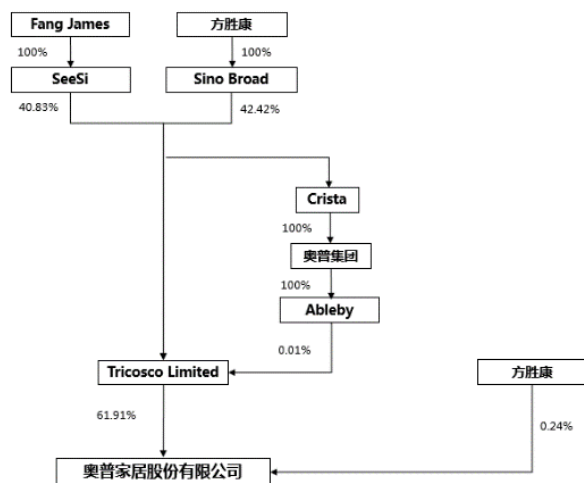 Fang James
方胜康
100%
100%
SeeSi
Sino Broad
40.83%
42.42%
Crista
100%
奥普集团
100%
Ableby
0.01%
Tricosco Limited
方胜康
61.91%
0.24%
奥普家居股份有限公司